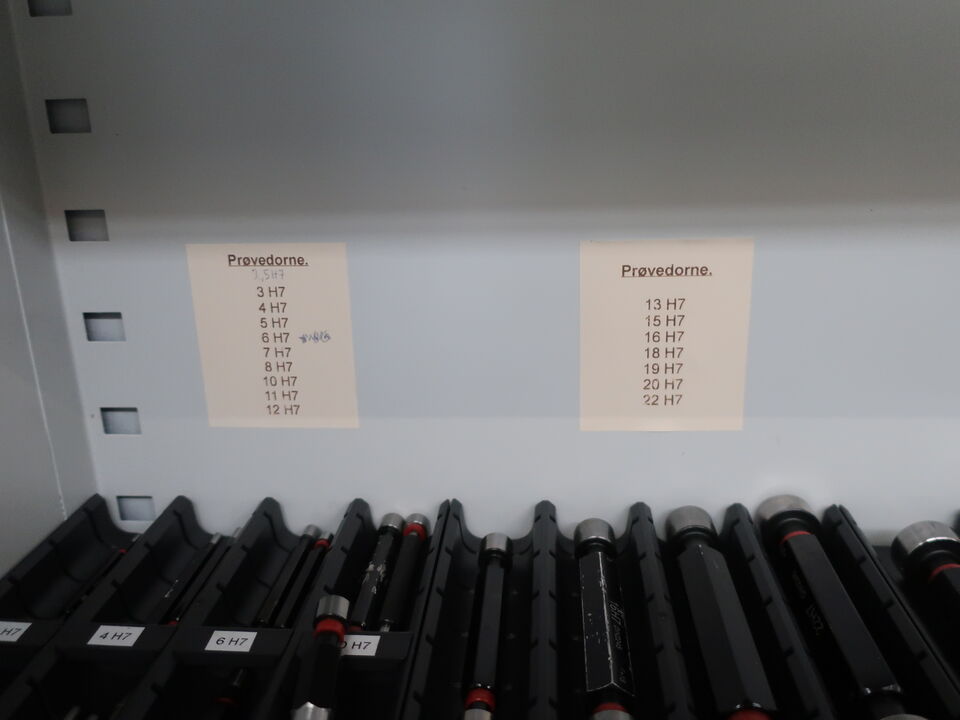 Prøvedorne.
3 H7
4 H7
5 H7
6 H7
7 H7
8 H7
10 H7
11 H7
12 H7
Prøvedorne.
13 H7
15 H7
16 H7
18 H7
19 H7
20 H7
22 H7
H7
4 H7
6 H7
H7